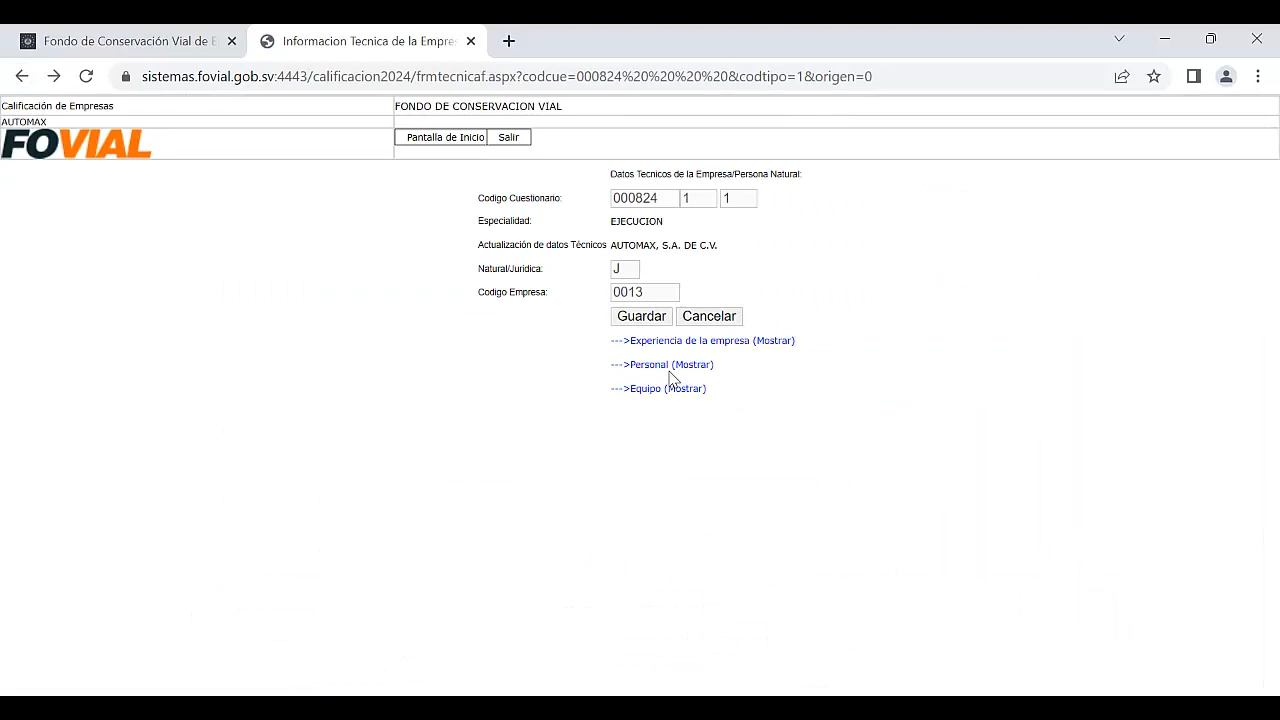 Fondo de Conservación Vial de E
Informacion Tecnica de la Empre
sistemas.fovial.gob.sv:4443/calificacion2024/frmtecnicaf.aspx?codcue=000824%20%20%20%20&codtipo=1&origen=0
Calificación de Empresas
FONDO DE CONSERVACION VIAL
AUTOMAX
FOVIAL
Pantalla de Inicio Salir
Datos Tecnicos de la Empresa/Persona Natural:
Codigo Cuestionario: 000824 1 1
Especialidad: EJECUCION
Actualización de datos Técnicos AUTOMAX, S.A. DE C.V.
Natural/Juridica: J
Codigo Empresa: 0013
Guardar Cancelar
--->Experiencia de la empresa (Mostrar)
--->Personal (Mostrar)
--->Equipo (Mostrar)